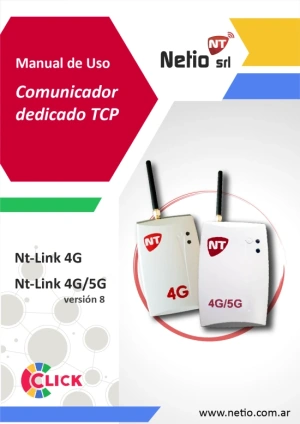 Manual de Uso
Comunicador
dedicado TCP
NT
Netio srl
Nt-Link 4G
Nt-Link 4G/5G
versión 8
NT
4G
NT
4G/5G
CLICK
www.netio.com.ar